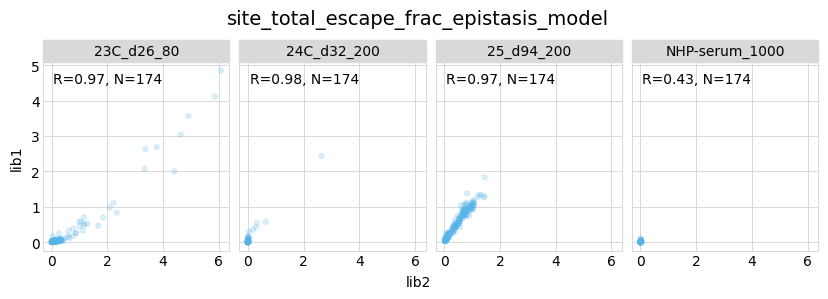 site_total_escape_frac_epistasis_model
23C_d26_80 24C_d32_200 25_d94_200 NHP-serum_1000
R=0.97, N=174 R=0.98, N=174 R=0.97, N=174 R=0.43, N=174
5
4
3
2
1
0
lib1
0 2 4 6 0 2 4 6 0 2 4 6 0 2 4 6
lib2